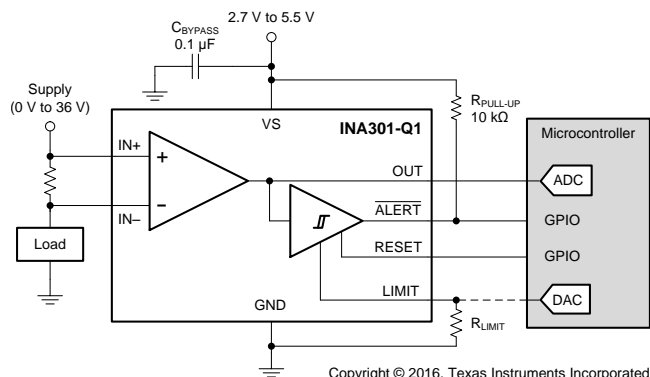 2.7 V to 5.5 V
CBYPASS
0.1 µF
Supply
(0 V to 36 V)
RPULL-UP
10 kΩ
VS
INA301-Q1
Microcontroller
IN+
OUT
ADC
ALERT
GPIO
IN–
RESET
GPIO
Load
LIMIT
DAC
GND
RLIMIT
Copyright © 2016, Texas Instruments Incorporated